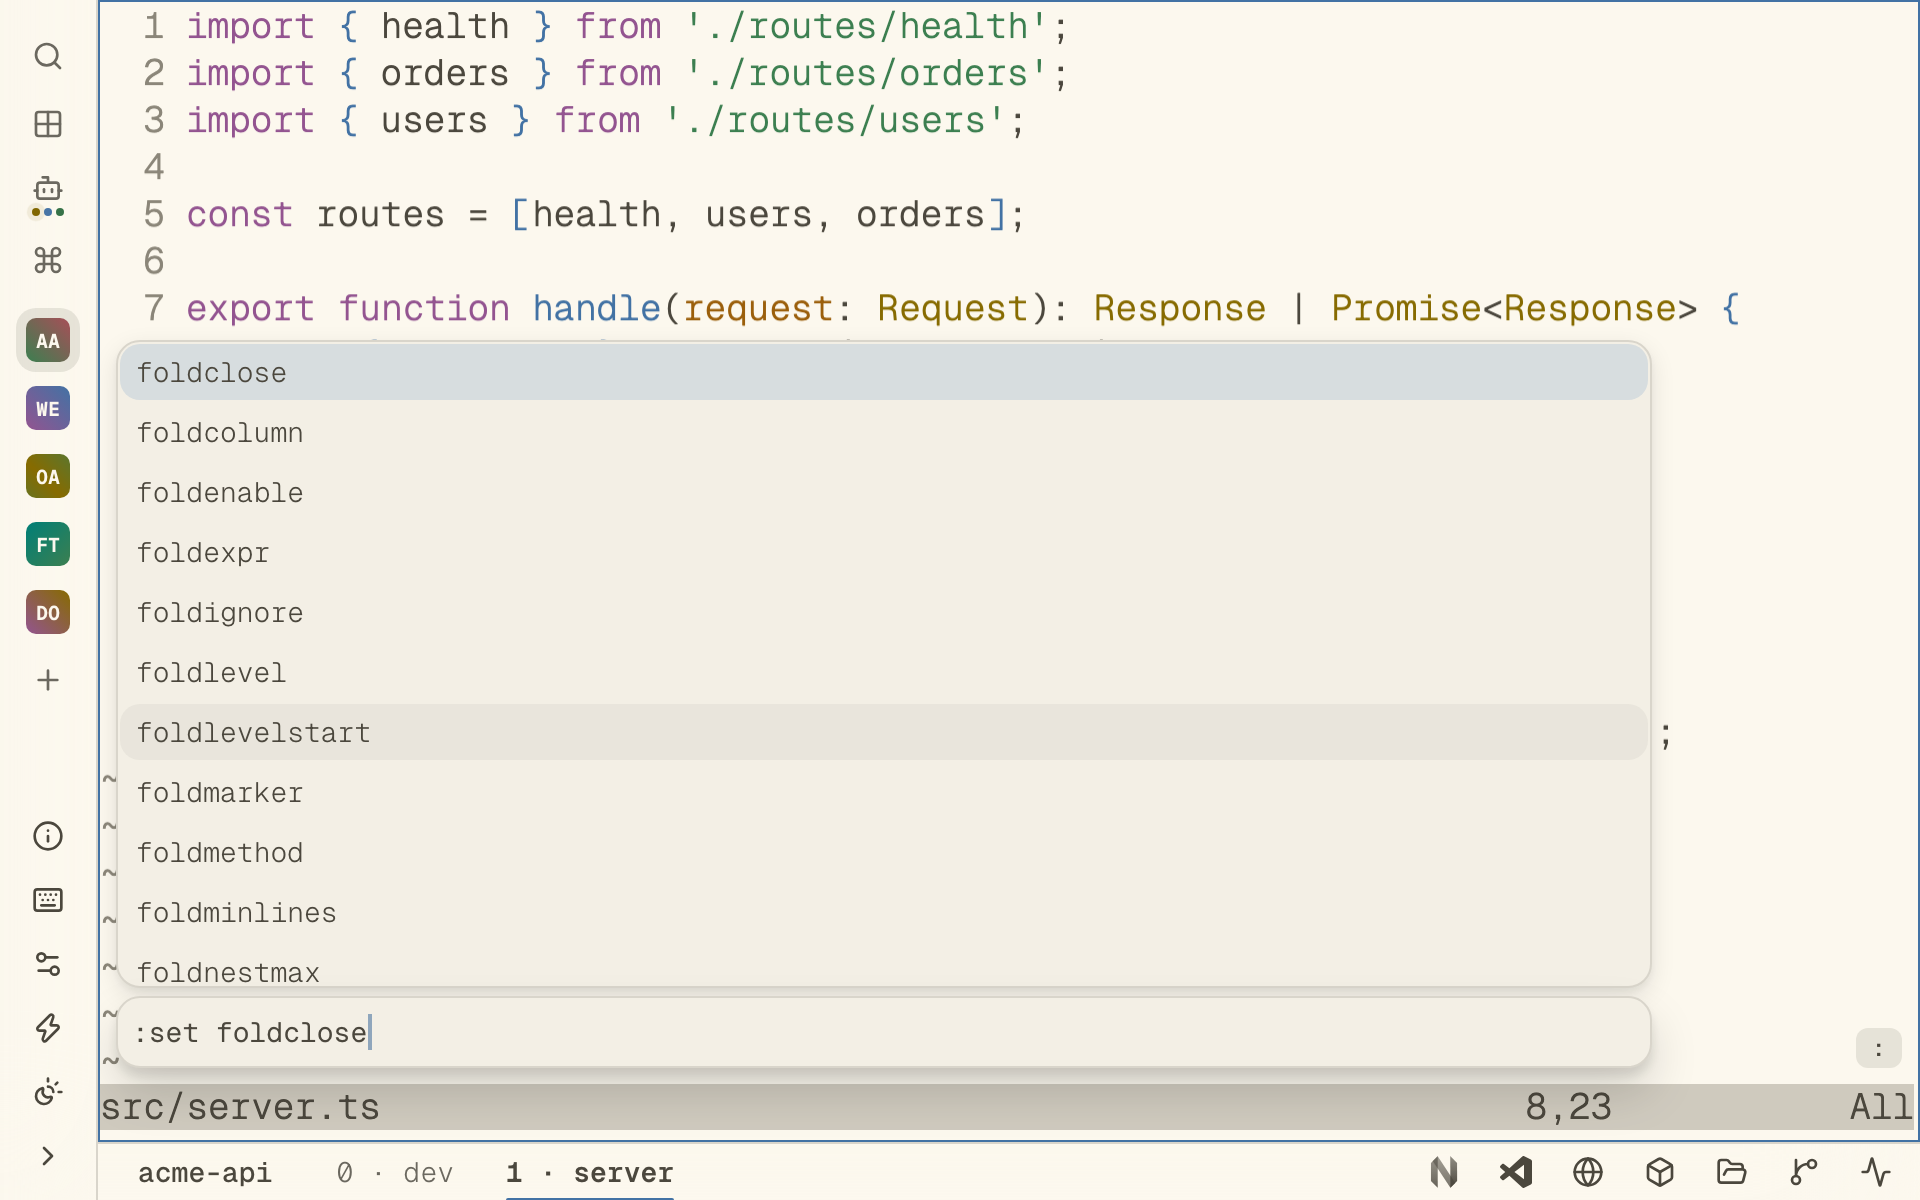 1 import { health } from './routes/health';
2 import { orders } from './routes/orders';
3 import { users } from './routes/users';
4
5 const routes = [health, users, orders];
6
7 export function handle(request: Request): Response | Promise<Response> {
AA
WE
OA
FT
DO
foldclose
foldcolumn
foldenable
foldexpr
foldignore
foldlevel
foldlevelstart
;
foldmarker
~
~
foldmethod
~
foldminlines
~
foldnestmax
~
~
:set foldclose
~
:
src/server.ts 8,23 All
acme-api 0 · dev 1 · server